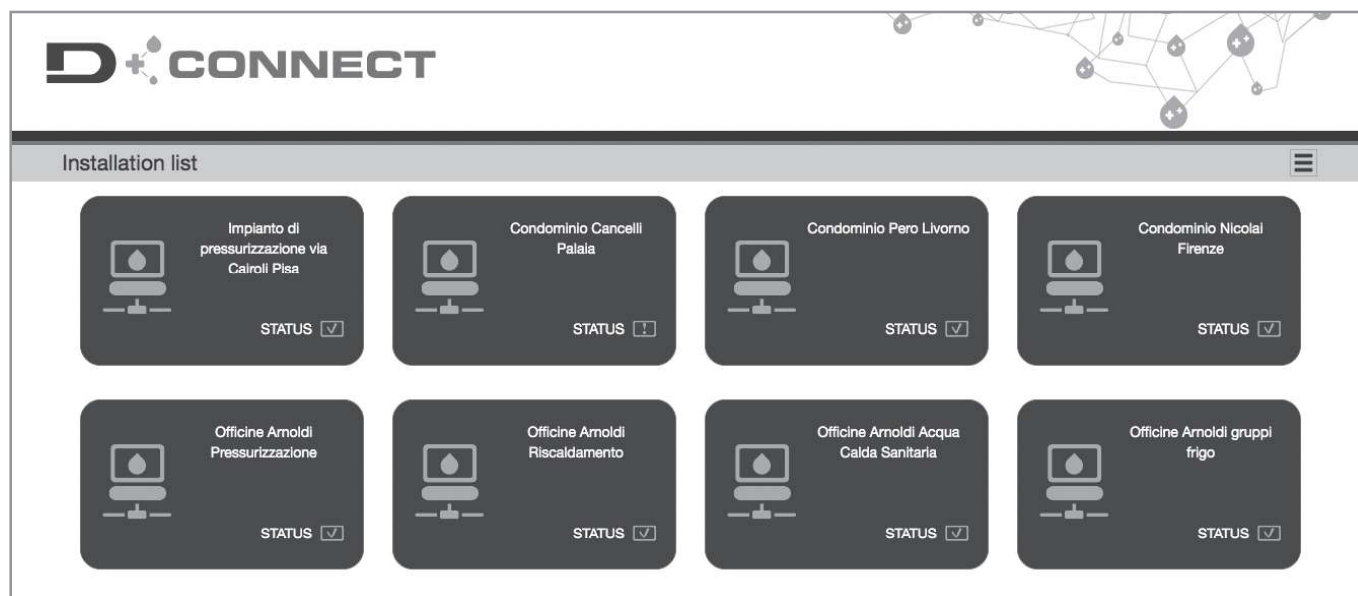 D+CONNECT
Installation list
Impianto di
pressurizzazione via
Cairoli Pisa
STATUS
Condominio Cancelli
Palaia
STATUS
Condominio Pero Livorno
STATUS
Condominio Nicolai
Firenze
STATUS
Officine Arnoldi
Pressurizzazione
STATUS
Officine Arnoldi
Riscaldamento
STATUS
Officine Arnoldi Acqua
Calda Sanitaria
STATUS
Officine Arnoldi gruppi
frigo
STATUS